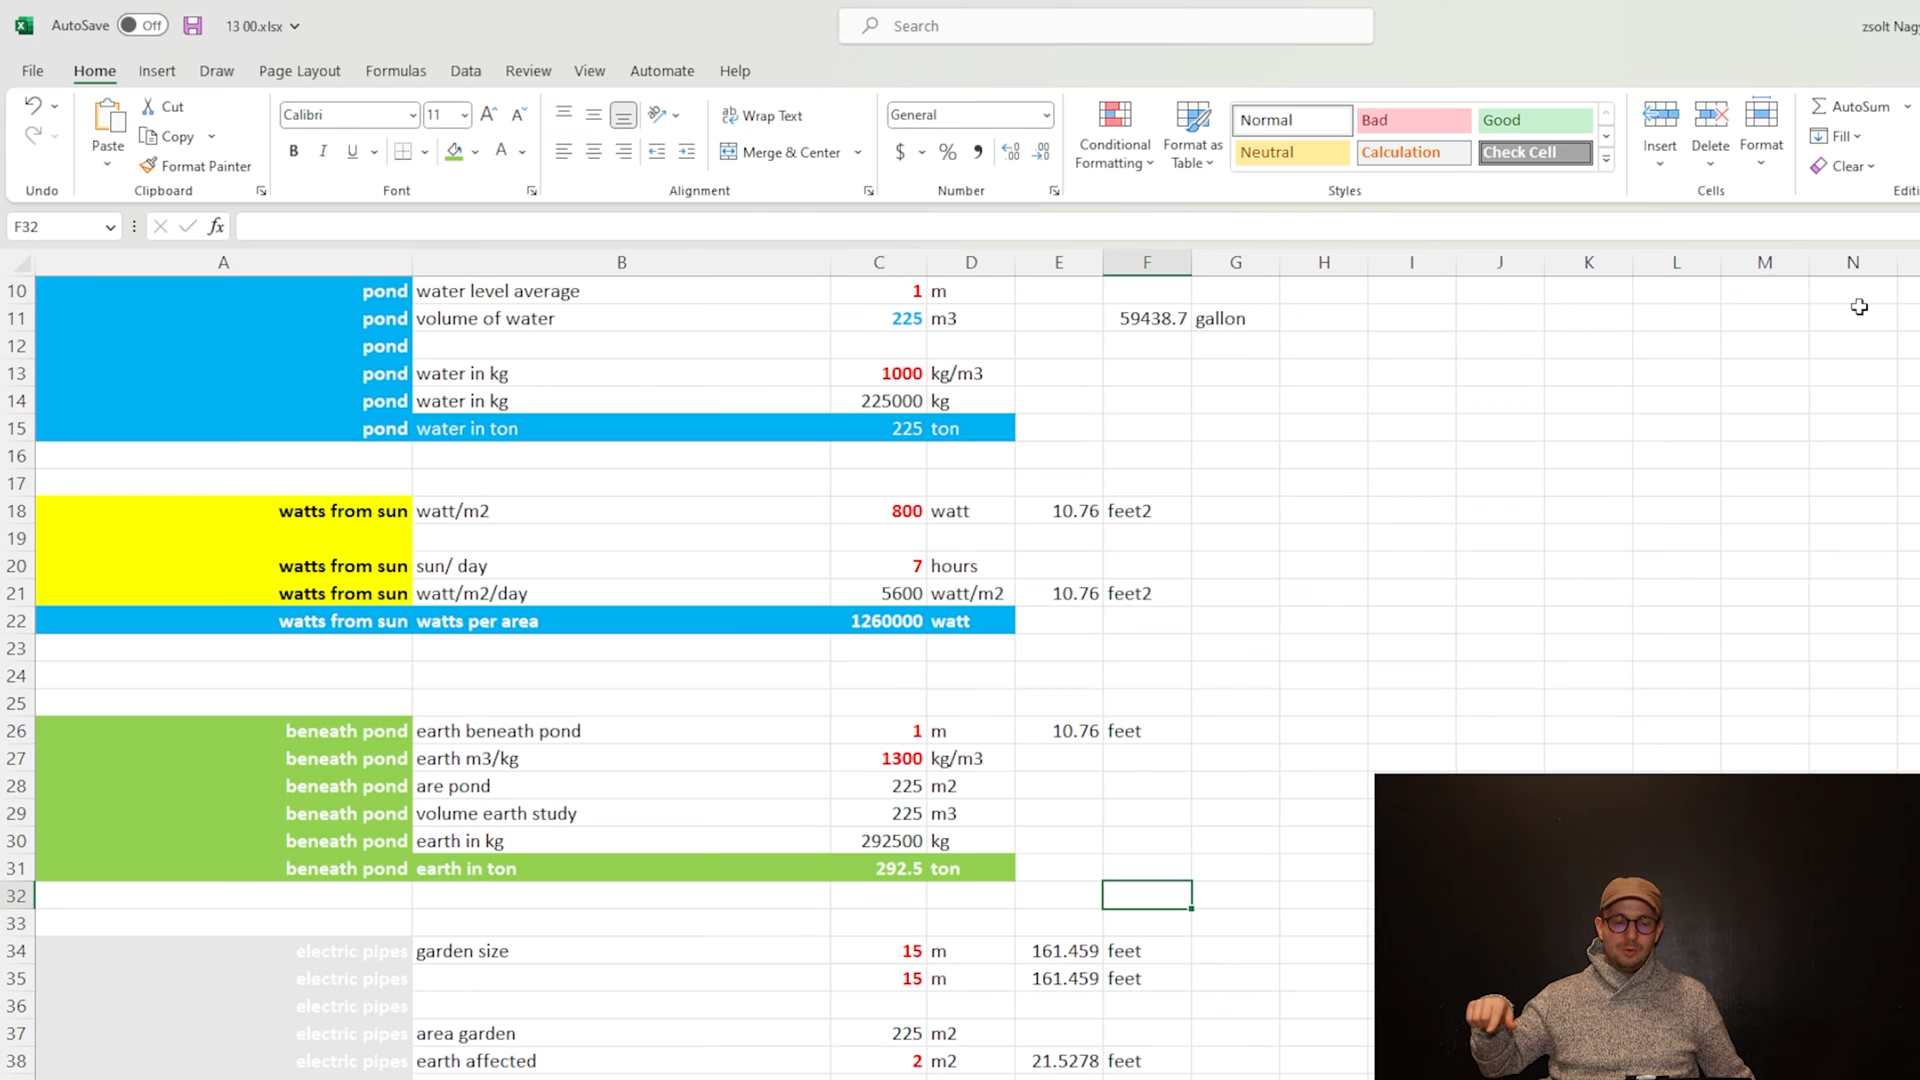 AutoSave Off 13 00.xlsx Search zsolt Nagy
File Home Insert Draw Page Layout Formulas Data Review View Automate Help
Cut
Copy
Format Painter
Paste
Calibri 11
B I U
Wrap Text
Merge & Center
General
$ %
Conditional Formatting
Format as Table
Normal Bad Good
Neutral Calculation Check Cell
Insert Delete Format
AutoSum
Fill
Clear
Undo Clipboard Font Alignment Number Styles Cells Editi
F32 fx
A B C D E F G H I J K L M N
10 pond water level average 1 m
11 pond volume of water 225 m3 59438.7 gallon
12 pond
13 pond water in kg 1000 kg/m3
14 pond water in kg 225000 kg
15 pond water in ton 225 ton
16
17
18 watts from sun watt/m2 800 watt 10.76 feet2
19
20 watts from sun sun/ day 7 hours
21 watts from sun watt/m2/day 5600 watt/m2 10.76 feet2
22 watts from sun watts per area 1260000 watt
23
24
25
26 beneath pond earth beneath pond 1 m 10.76 feet
27 beneath pond earth m3/kg 1300 kg/m3
28 beneath pond are pond 225 m2
29 beneath pond volume earth study 225 m3
30 beneath pond earth in kg 292500 kg
31 beneath pond earth in ton 292.5 ton
32
33
34 electric pipes garden size 15 m 161.459 feet
35 electric pipes 15 m 161.459 feet
36 electric pipes
37 electric pipes area garden 225 m2
38 electric pipes earth affected 2 m2 21.5278 feet